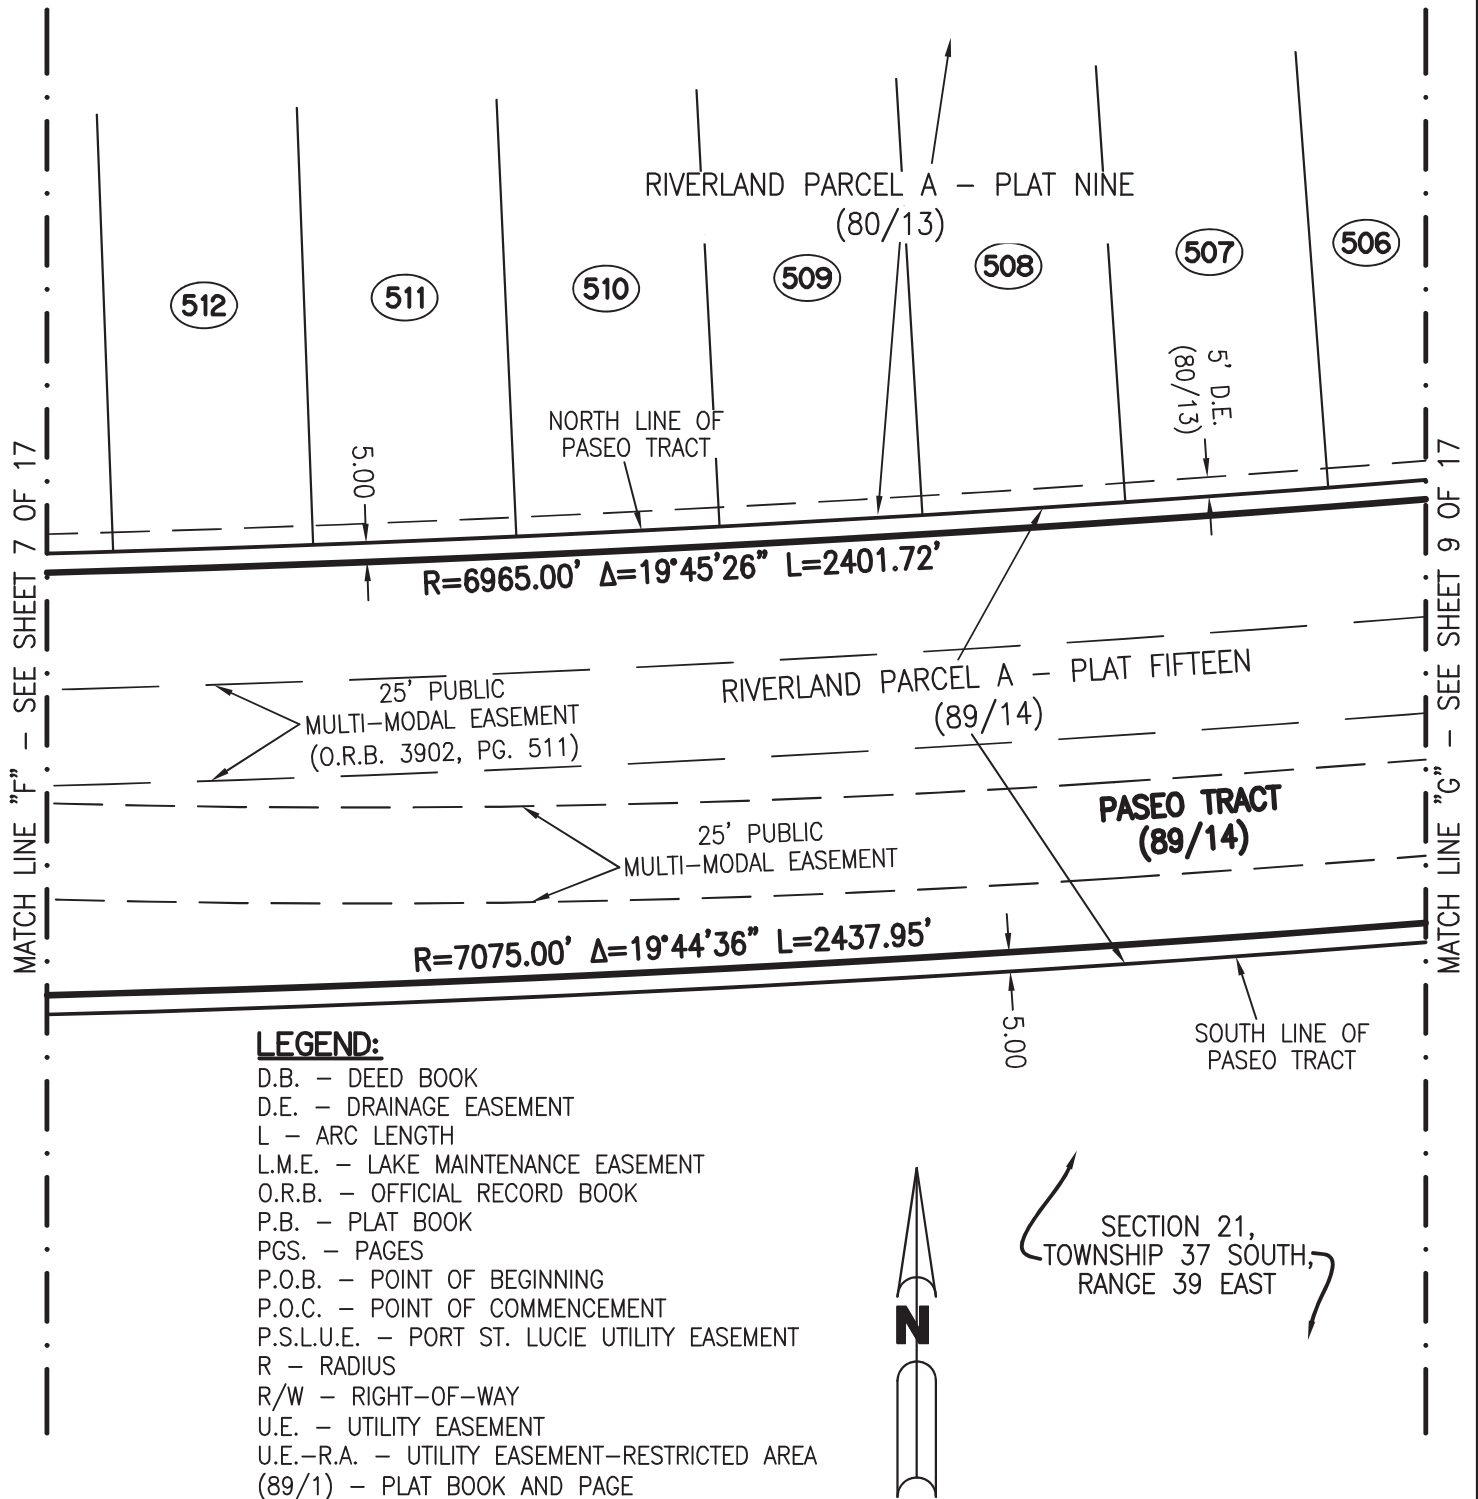 RIVERLAND PARCEL A – PLAT NINE
(80/13)
512
511
510
509
508
507
506
5' D.E.
(80/13)
NORTH LINE OF
PASEO TRACT
5.00
R=6965.00' Δ=19°45'26" L=2401.72'
MATCH LINE "F" – SEE SHEET 7 OF 17
MATCH LINE "G" – SEE SHEET 9 OF 17
RIVERLAND PARCEL A – PLAT FIFTEEN
(89/14)
25' PUBLIC
MULTI–MODAL EASEMENT
(O.R.B. 3902, PG. 511)
PASEO TRACT
(89/14)
25' PUBLIC
MULTI–MODAL EASEMENT
R=7075.00' Δ=19°44'36" L=2437.95'
5.00
SOUTH LINE OF
PASEO TRACT
LEGEND:
D.B. – DEED BOOK
D.E. – DRAINAGE EASEMENT
L – ARC LENGTH
L.M.E. – LAKE MAINTENANCE EASEMENT
O.R.B. – OFFICIAL RECORD BOOK
P.B. – PLAT BOOK
PGS. – PAGES
P.O.B. – POINT OF BEGINNING
P.O.C. – POINT OF COMMENCEMENT
P.S.L.U.E. – PORT ST. LUCIE UTILITY EASEMENT
R – RADIUS
R/W – RIGHT–OF–WAY
U.E. – UTILITY EASEMENT
U.E.–R.A. – UTILITY EASEMENT–RESTRICTED AREA
(89/1) – PLAT BOOK AND PAGE
N
SECTION 21,
TOWNSHIP 37 SOUTH,
RANGE 39 EAST